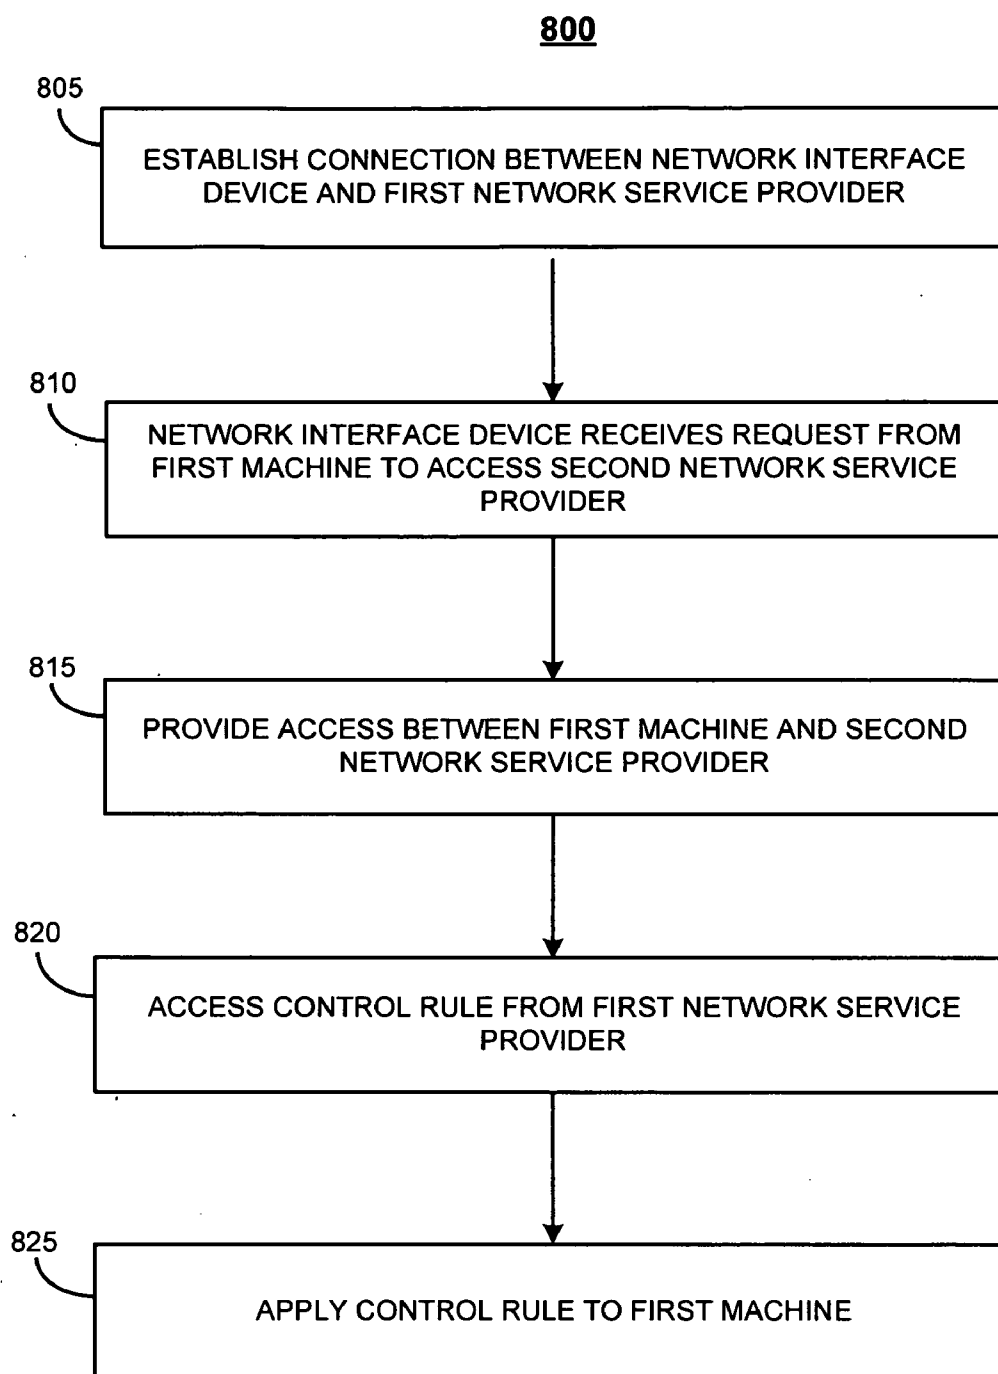 800
805
ESTABLISH CONNECTION BETWEEN NETWORK INTERFACE
DEVICE AND FIRST NETWORK SERVICE PROVIDER
810
NETWORK INTERFACE DEVICE RECEIVES REQUEST FROM
FIRST MACHINE TO ACCESS SECOND NETWORK SERVICE
PROVIDER
815
PROVIDE ACCESS BETWEEN FIRST MACHINE AND SECOND
NETWORK SERVICE PROVIDER
820
ACCESS CONTROL RULE FROM FIRST NETWORK SERVICE
PROVIDER
825
APPLY CONTROL RULE TO FIRST MACHINE